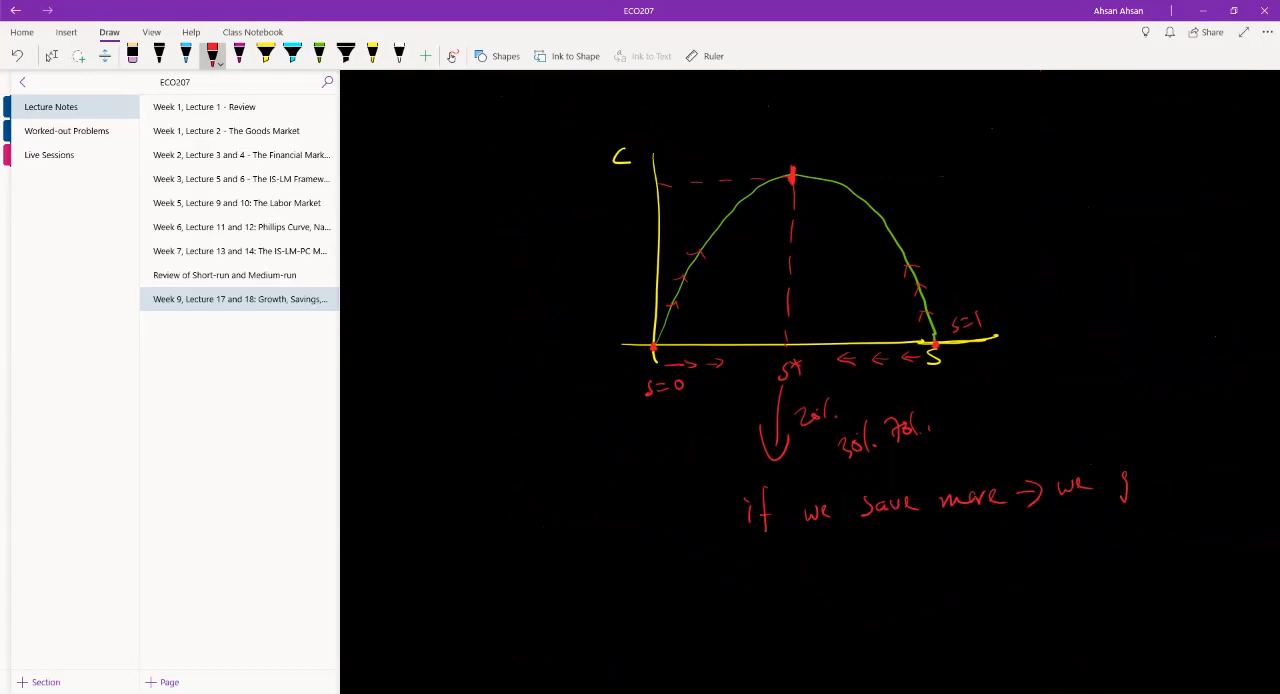 ECO207
Ahsan Ahsan
Home Insert Draw View Help Class Notebook
Share
Shapes
Ink to Shape
Ink to Text
Ruler
ECO207
Lecture Notes
Worked-out Problems
Live Sessions
Week 1, Lecture 1 - Review
Week 1, Lecture 2 - The Goods Market
Week 2, Lecture 3 and 4 - The Financial Mark...
Week 3, Lecture 5 and 6 - The IS-LM Framew...
Week 5, Lecture 9 and 10: The Labor Market
Week 6, Lecture 11 and 12: Phillips Curve, Na...
Week 7, Lecture 13 and 14: The IS-LM-PC M...
Review of Short-run and Medium-run
Week 9, Lecture 17 and 18: Growth, Savings,...
C
s=1
S
s=0
s*
20%.
30%. 70%.
if we save more → we
Section
Page